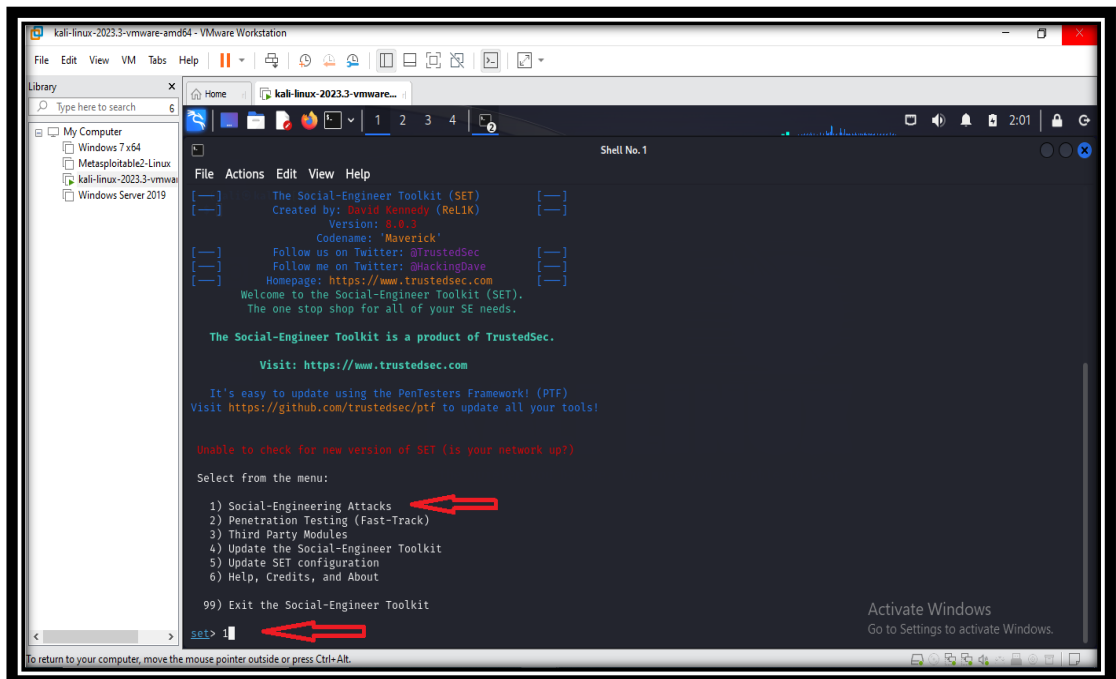 kali-linux-2023.3-vmware-amd64 - VMware Workstation
File Edit View VM Tabs Help
Library
Type here to search
My Computer
Windows 7 x64
Metasploitable2-Linux
kali-linux-2023.3-vmwar
Windows Server 2019
Home
kali-linux-2023.3-vmware...
1 2 3 4
2
2:01
Shell No. 1
File Actions Edit View Help
[—] The Social-Engineer Toolkit (SET) [—]
[—] Created by: David Kennedy (ReL1K) [—]
Version: 8.0.3
Codename: 'Maverick'
[—] Follow us on Twitter: @TrustedSec [—]
[—] Follow me on Twitter: @HackingDave [—]
[—] Homepage: https://www.trustedsec.com [—]
Welcome to the Social-Engineer Toolkit (SET).
The one stop shop for all of your SE needs.
The Social-Engineer Toolkit is a product of TrustedSec.
Visit: https://www.trustedsec.com
It's easy to update using the PenTesters Framework! (PTF)
Visit https://github.com/trustedsec/ptf to update all your tools!
Unable to check for new version of SET (is your network up?)
Select from the menu:
1) Social-Engineering Attacks
2) Penetration Testing (Fast-Track)
3) Third Party Modules
4) Update the Social-Engineer Toolkit
5) Update SET configuration
6) Help, Credits, and About
99) Exit the Social-Engineer Toolkit
set> 1
Activate Windows
Go to Settings to activate Windows.
To return to your computer, move the mouse pointer outside or press Ctrl+Alt.